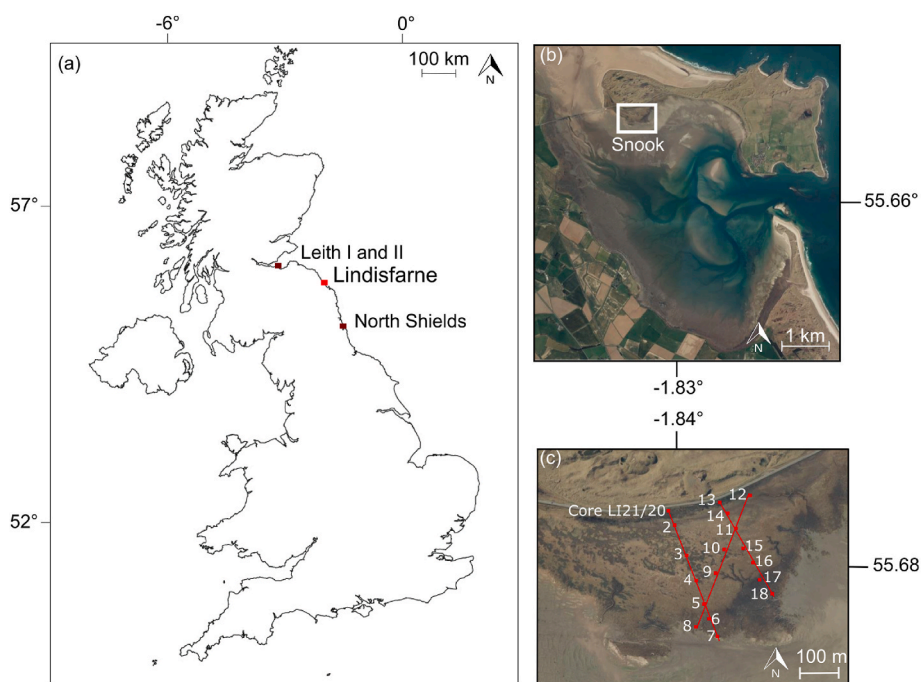 -6°
0°
(a)
100 km
N
57°
Leith I and II
Lindisfarne
North Shields
52°
(b)
Snook
55.66°
N
1 km
-1.83°
-1.84°
(c)
Core LI21/20
13
12
14
2
11
15
10
3
16
9
4
17
18
5
6
8
7
55.68
N
100 m